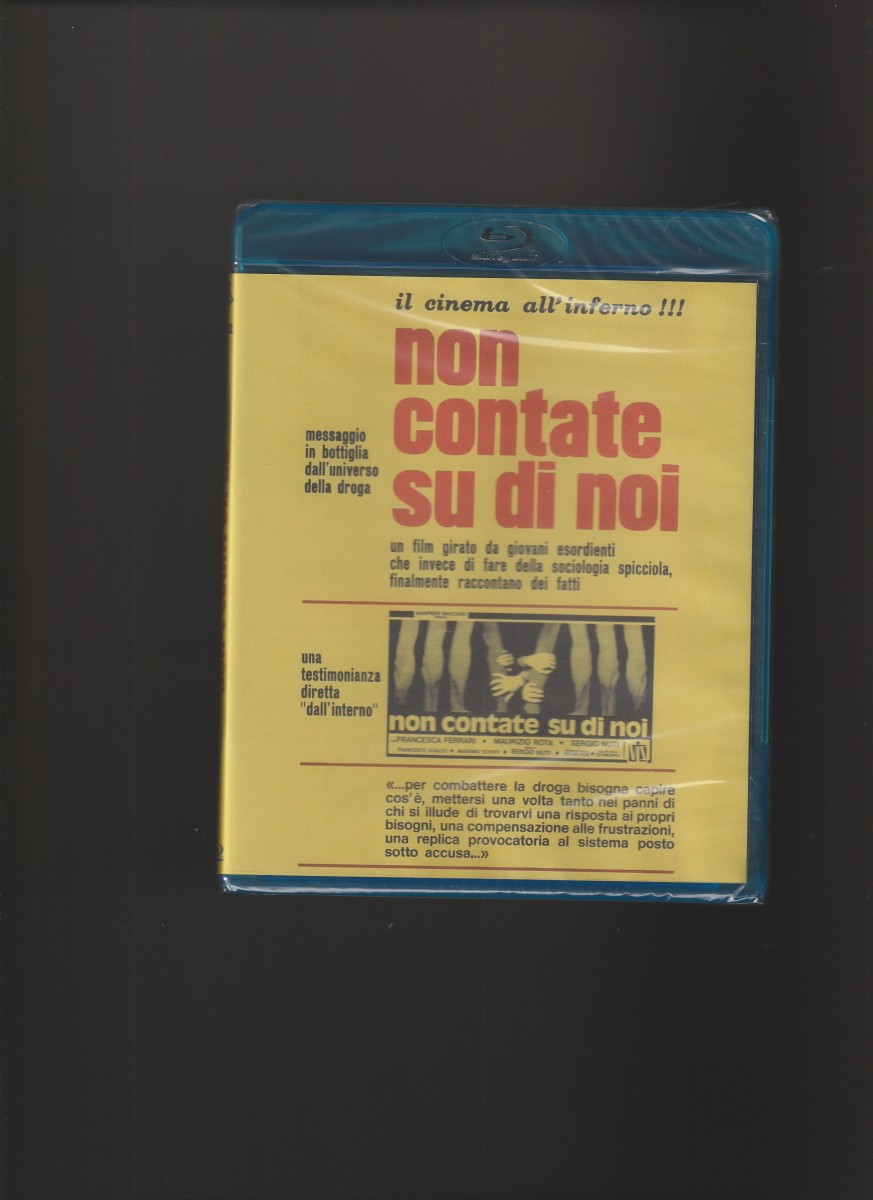 il cinema all'inferno!!!
non
contate
su di noi
messaggio
in bottiglia
dall'universo
della droga
un film girato da giovani esordienti
che invece di fare della sociologia spicciola,
finalmente raccontano dei fatti
una
testimonianza
diretta
"dall'interno"
non contate su di noi
...FRANCESCA FERRARI • MAURIZIO ROTA • SERGIO NUTI
SERGIO NUTI
«...per combattere la droga bisogna capire
cos'è, mettersi una volta tanto nei panni di
chi si illude di trovarvi una risposta ai propri
bisogni, una compensazione alle frustrazioni,
una replica provocatoria al sistema posto
sotto accusa,..»